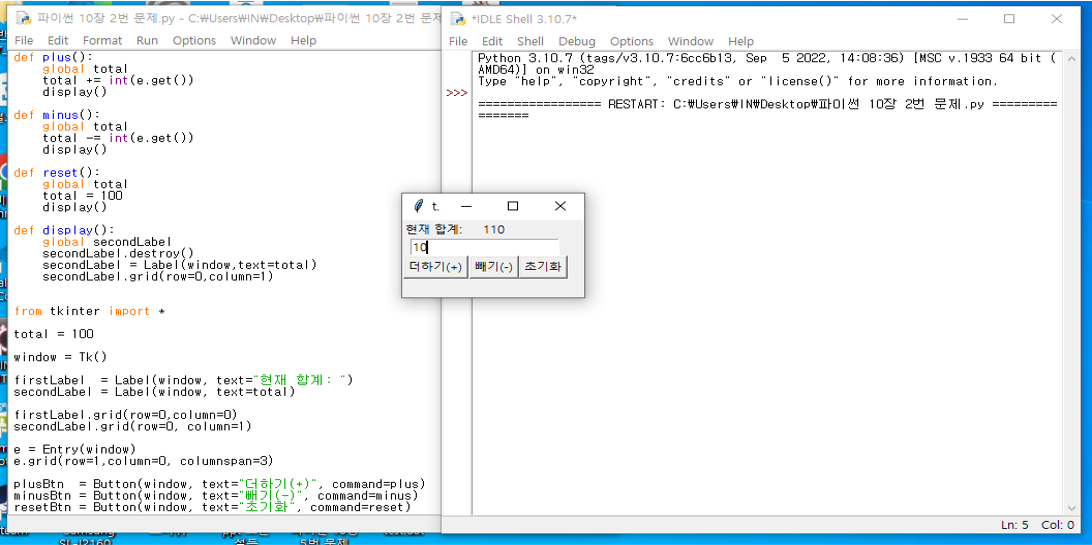 파이썬 10장 2번 문제.py - C:₩Users₩IN₩Desktop₩파이썬 10장 2번 문제
File Edit Format Run Options Window Help
def plus():
    global total
    total += int(e.get())
    display()
def minus():
    global total
    total -= int(e.get())
    display()
def reset():
    global total
    total = 100
    display()
def display():
    global secondLabel
    secondLabel.destroy()
    secondLabel = Label(window,text=total)
    secondLabel.grid(row=0,column=1)
from tkinter import *
total = 100
window = Tk()
firstLabel  = Label(window, text="현재 합계: ")
secondLabel = Label(window, text=total)
firstLabel.grid(row=0,column=0)
secondLabel.grid(row=0, column=1)
e = Entry(window)
e.grid(row=1,column=0, columnspan=3)
plusBtn  = Button(window, text="더하기(+)", command=plus)
minusBtn = Button(window, text="빼기(-)", command=minus)
resetBtn = Button(window, text="초기화", command=reset)
*IDLE Shell 3.10.7*
File Edit Shell Debug Options Window Help
Python 3.10.7 (tags/v3.10.7:6cc6b13, Sep  5 2022, 14:08:36) [MSC v.1933 64 bit (
AMD64)] on win32
Type "help", "copyright", "credits" or "license()" for more information.
>>>
================= RESTART: C:₩Users₩IN₩Desktop₩파이썬 10장 2번 문제.py =========
=======
t.
현재 합계: 110
10
더하기(+) 빼기(-) 초기화
Ln: 5 Col: 0